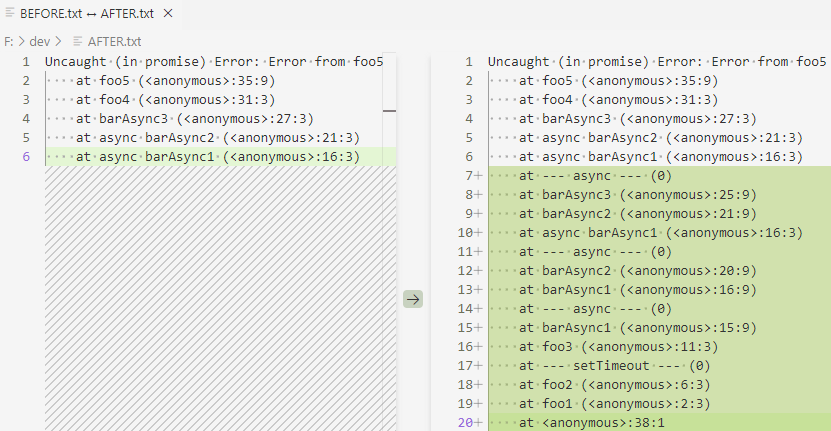 BEFORE.txt ↔ AFTER.txt ×
F: > dev > AFTER.txt
1 Uncaught (in promise) Error: Error from foo5
2 at foo5 (<anonymous>:35:9)
3 at foo4 (<anonymous>:31:3)
4 at barAsync3 (<anonymous>:27:3)
5 at async barAsync2 (<anonymous>:21:3)
6 at async barAsync1 (<anonymous>:16:3)
1 Uncaught (in promise) Error: Error from foo5
2 at foo5 (<anonymous>:35:9)
3 at foo4 (<anonymous>:31:3)
4 at barAsync3 (<anonymous>:27:3)
5 at async barAsync2 (<anonymous>:21:3)
6 at async barAsync1 (<anonymous>:16:3)
7+ at --- async --- (0)
8+ at barAsync3 (<anonymous>:25:9)
9+ at barAsync2 (<anonymous>:21:9)
10+ at async barAsync1 (<anonymous>:16:3)
11+ at --- async --- (0)
12+ at barAsync2 (<anonymous>:20:9)
13+ at barAsync1 (<anonymous>:16:9)
14+ at --- async --- (0)
15+ at barAsync1 (<anonymous>:15:9)
16+ at foo3 (<anonymous>:11:3)
17+ at --- setTimeout --- (0)
18+ at foo2 (<anonymous>:6:3)
19+ at foo1 (<anonymous>:2:3)
20+ at <anonymous>:38:1